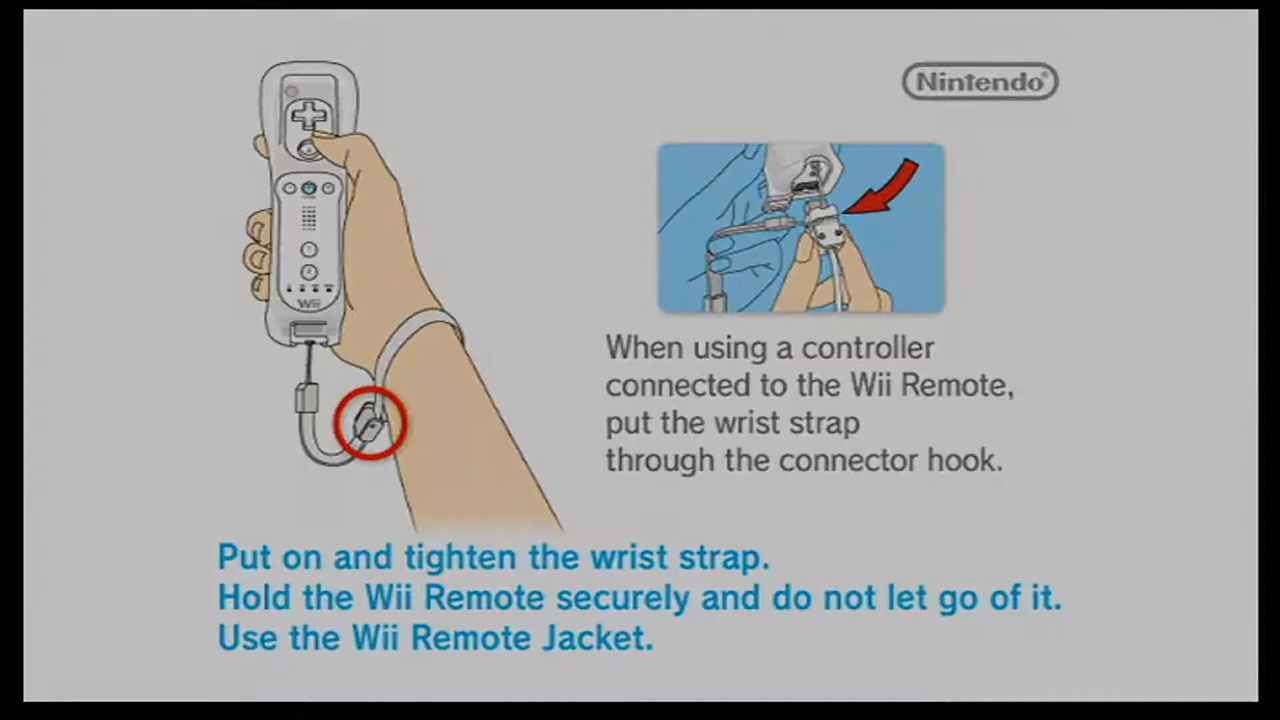 Nintendo®
Wii
When using a controller
connected to the Wii Remote,
put the wrist strap
through the connector hook.
Put on and tighten the wrist strap.
Hold the Wii Remote securely and do not let go of it.
Use the Wii Remote Jacket.